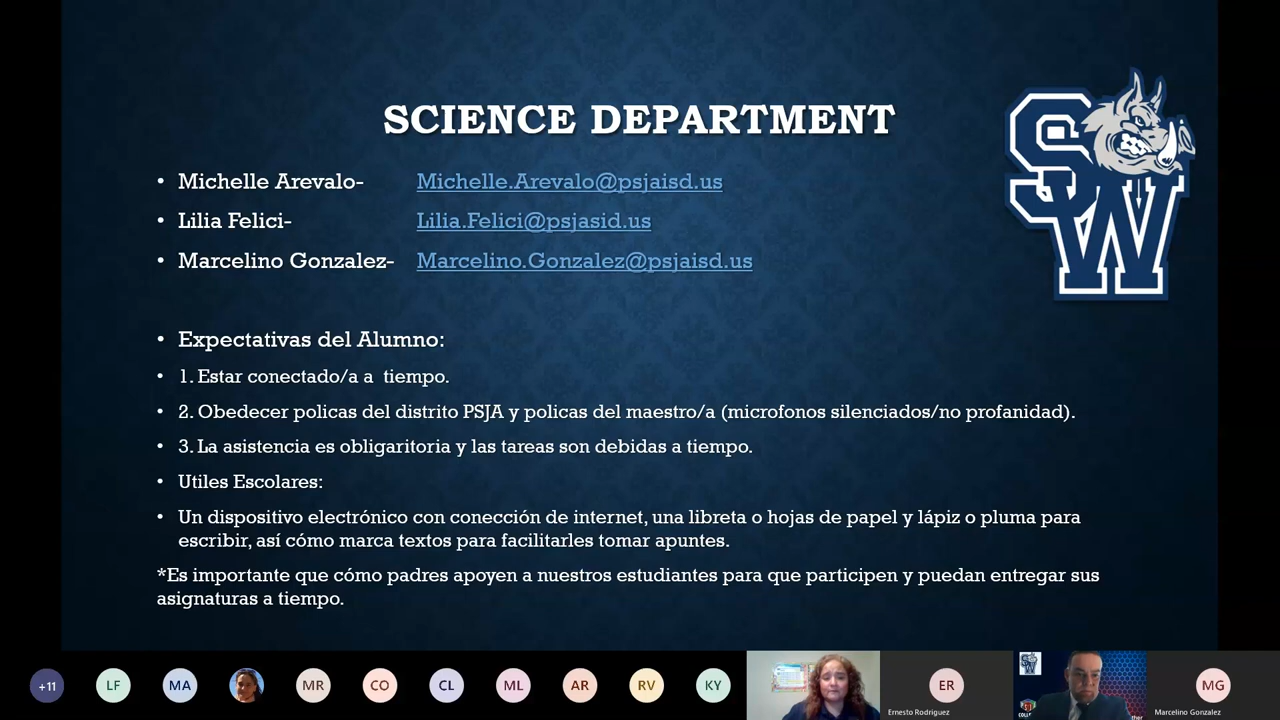 SCIENCE DEPARTMENT
SW
• Michelle Arevalo- Michelle.Arevalo@psjaisd.us
• Lilia Felici- Lilia.Felici@psjasid.us
• Marcelino Gonzalez- Marcelino.Gonzalez@psjaisd.us
• Expectativas del Alumno:
• 1. Estar conectado/a a tiempo.
• 2. Obedecer policas del distrito PSJA y policas del maestro/a (microfonos silenciados/no profanidad).
• 3. La asistencia es obligaritoria y las tareas son debidas a tiempo.
• Utiles Escolares:
• Un dispositivo electrónico con conección de internet, una libreta o hojas de papel y lápiz o pluma para
escribir, así cómo marca textos para facilitarles tomar apuntes.
*Es importante que cómo padres apoyen a nuestros estudiantes para que participen y puedan entregar sus
asignaturas a tiempo.
+11 LF MA MR CO CL ML AR RV KY ER MG
Ernesto Rodriguez Marcelino Gonzalez